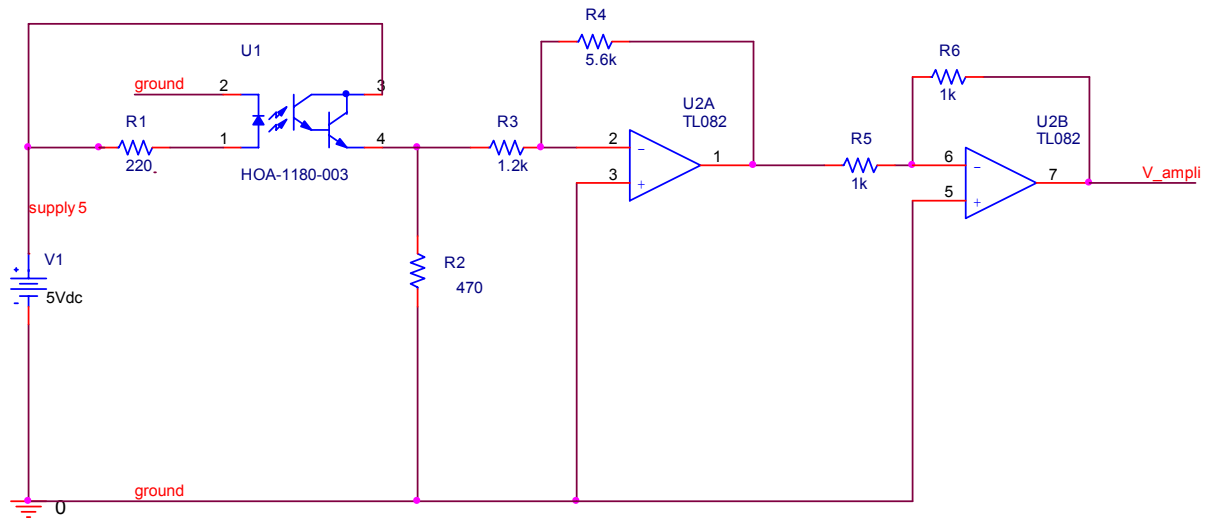 R4
5.6k
U1
ground
2
3
R1
220
1
4
HOA-1180-003
R3
1.2k
U2A
TL082
2
-
1
3
+
R6
1k
U2B
TL082
R5
1k
6
-
7
5
+
V_ampli
supply 5
V1
+
-
5Vdc
R2
470
ground
0